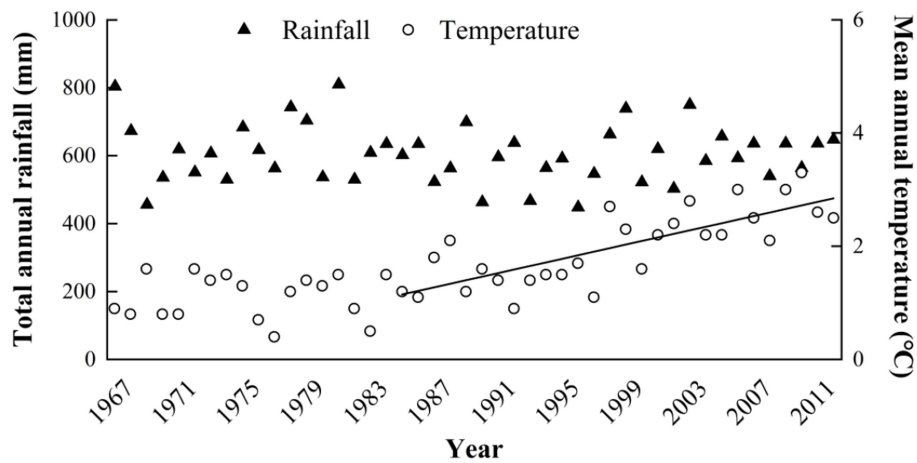 Rainfall Temperature
Total annual rainfall (mm)
1000
800
600
400
200
0
Mean annual temperature (°C)
6
4
2
0
1967 1971 1975 1979 1983 1987 1991 1995 1999 2003 2007 2011
Year